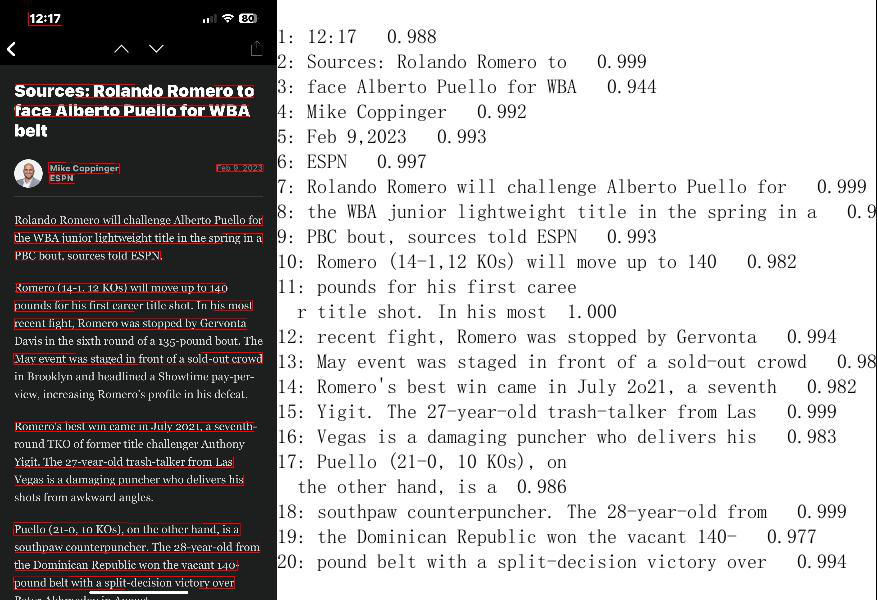 12:17
80
Sources: Rolando Romero to
face Alberto Puello for WBA
belt
Mike Coppinger
ESPN
Feb 9, 2023
Rolando Romero will challenge Alberto Puello for
the WBA junior lightweight title in the spring in a
PBC bout, sources told ESPN.
Romero (14-1, 12 KOs) will move up to 140
pounds for his first career title shot. In his most
recent fight, Romero was stopped by Gervonta
Davis in the sixth round of a 135-pound bout. The
May event was staged in front of a sold-out crowd
in Brooklyn and headlined a Showtime pay-per-
view, increasing Romero's profile in his defeat.
Romero's best win came in July 2021, a seventh-
round TKO of former title challenger Anthony
Yigit. The 27-year-old trash-talker from Las
Vegas is a damaging puncher who delivers his
shots from awkward angles.
Puello (21-0, 10 KOs), on the other hand, is a
southpaw counterpuncher. The 28-year-old from
the Dominican Republic won the vacant 140-
pound belt with a split-decision victory over
1: 12:17 0.988
2: Sources: Rolando Romero to 0.999
3: face Alberto Puello for WBA 0.944
4: Mike Coppinger 0.992
5: Feb 9,2023 0.993
6: ESPN 0.997
7: Rolando Romero will challenge Alberto Puello for 0.999
8: the WBA junior lightweight title in the spring in a 0.9
9: PBC bout, sources told ESPN 0.993
10: Romero (14-1,12 KOs) will move up to 140 0.982
11: pounds for his first caree
r title shot. In his most 1.000
12: recent fight, Romero was stopped by Gervonta 0.994
13: May event was staged in front of a sold-out crowd 0.98
14: Romero's best win came in July 2o21, a seventh 0.982
15: Yigit. The 27-year-old trash-talker from Las 0.999
16: Vegas is a damaging puncher who delivers his 0.983
17: Puello (21-0, 10 KOs), on
the other hand, is a 0.986
18: southpaw counterpuncher. The 28-year-old from 0.999
19: the Dominican Republic won the vacant 140- 0.977
20: pound belt with a split-decision victory over 0.994